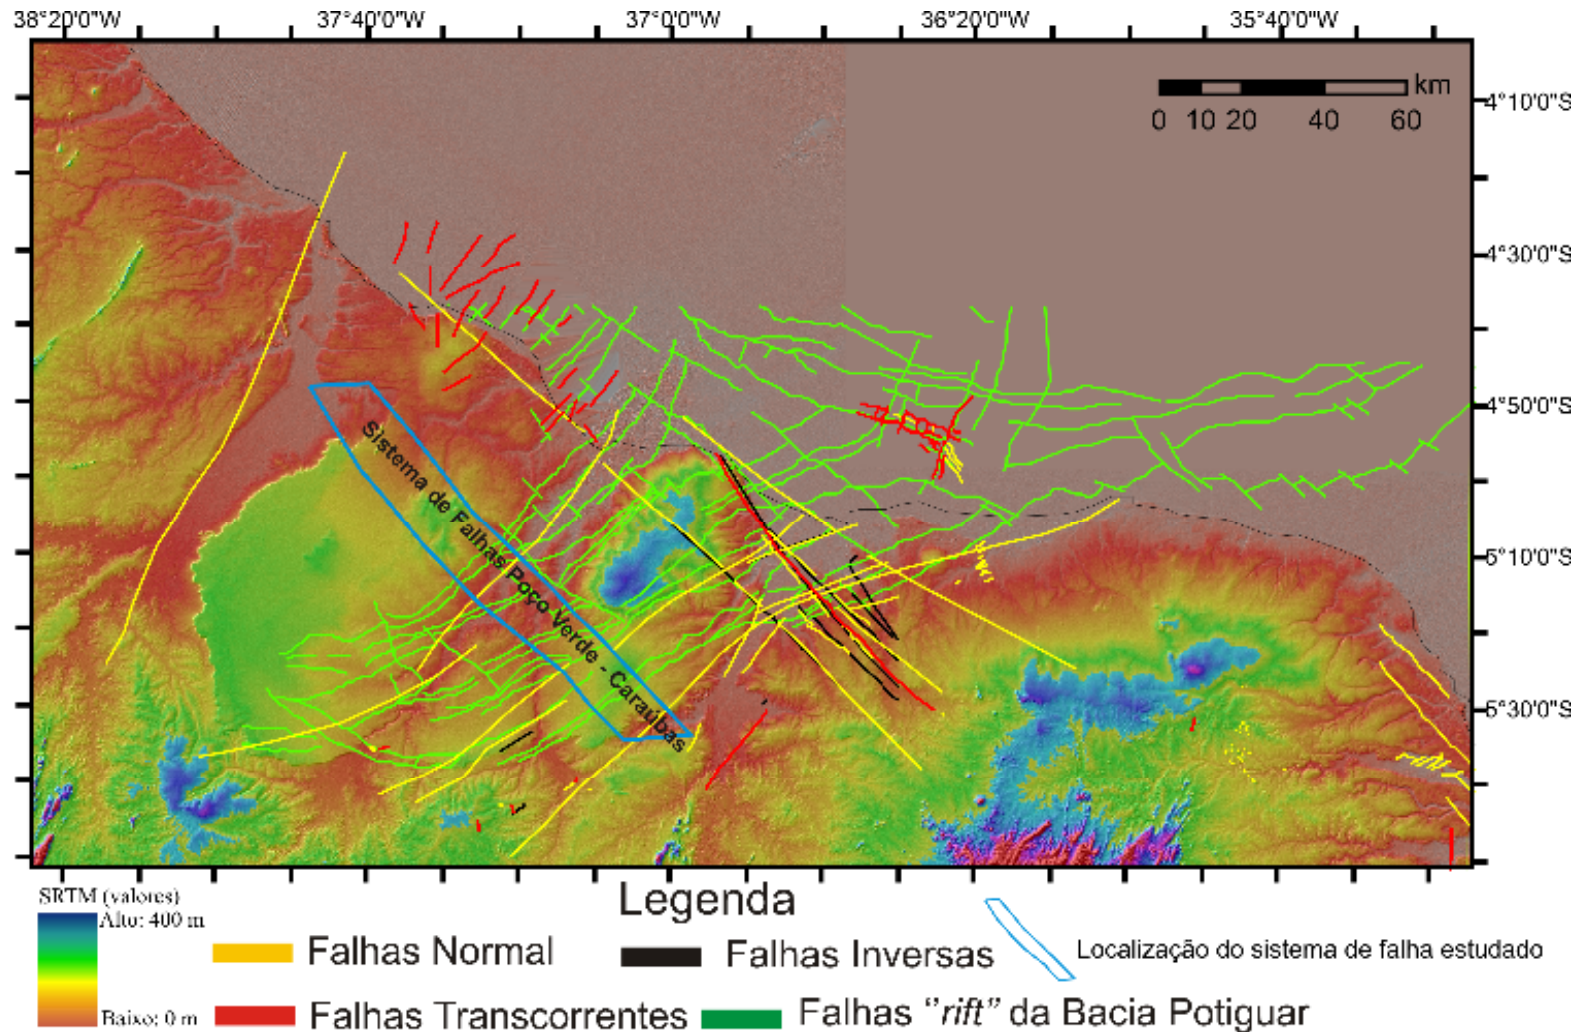 38°20'0"W 37°40'0"W 37°0'0"W 36°20'0"W 35°40'0"W
km
0 10 20 40 60
4°10'0"S
4°30'0"S
4°50'0"S
5°10'0"S
5°30'0"S
Sistema de Falhas Poço Verde - Caraúbas
SRTM (valores)
Alto: 400 m
Baixo: 0 m
Legenda
Falhas Normal
Falhas Inversas
Localização do sistema de falha estudado
Falhas Transcorrentes
Falhas "rift" da Bacia Potiguar